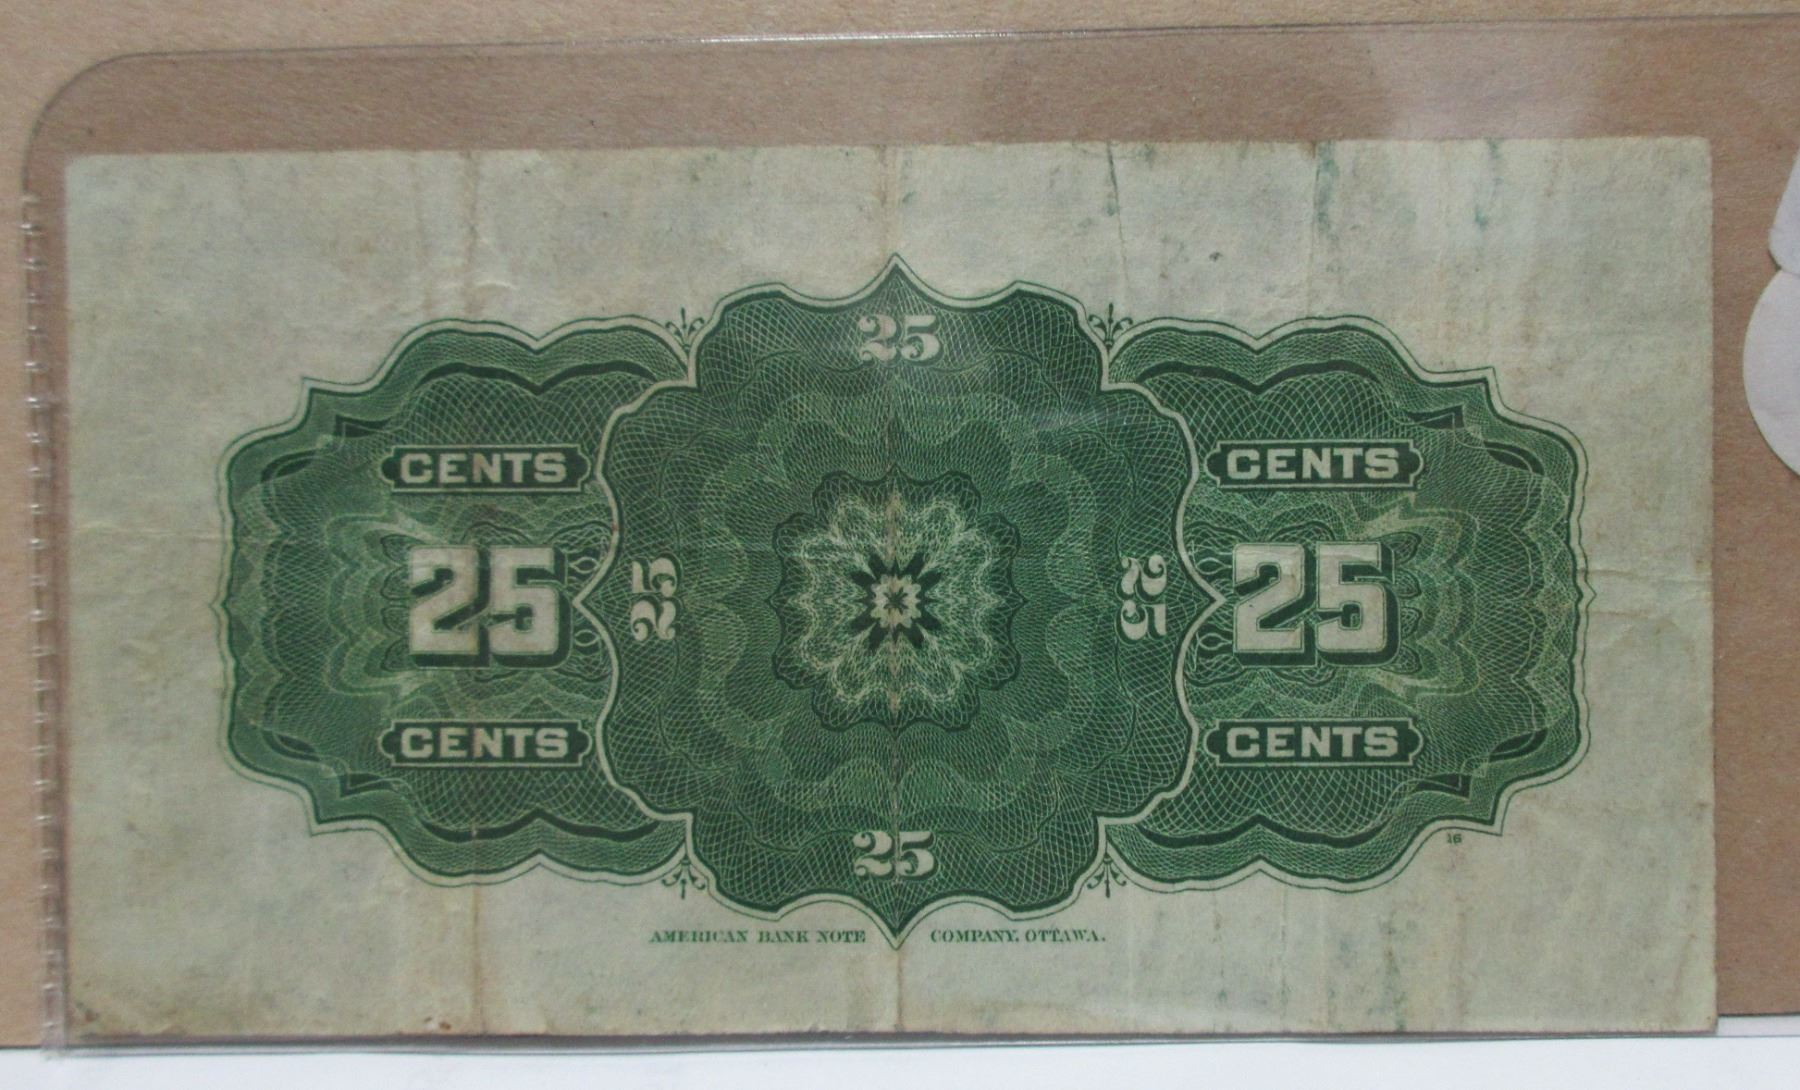 25
CENTS CENTS
25 25 25 25
CENTS CENTS
16
25
AMERICAN BANK NOTE COMPANY, OTTAWA.